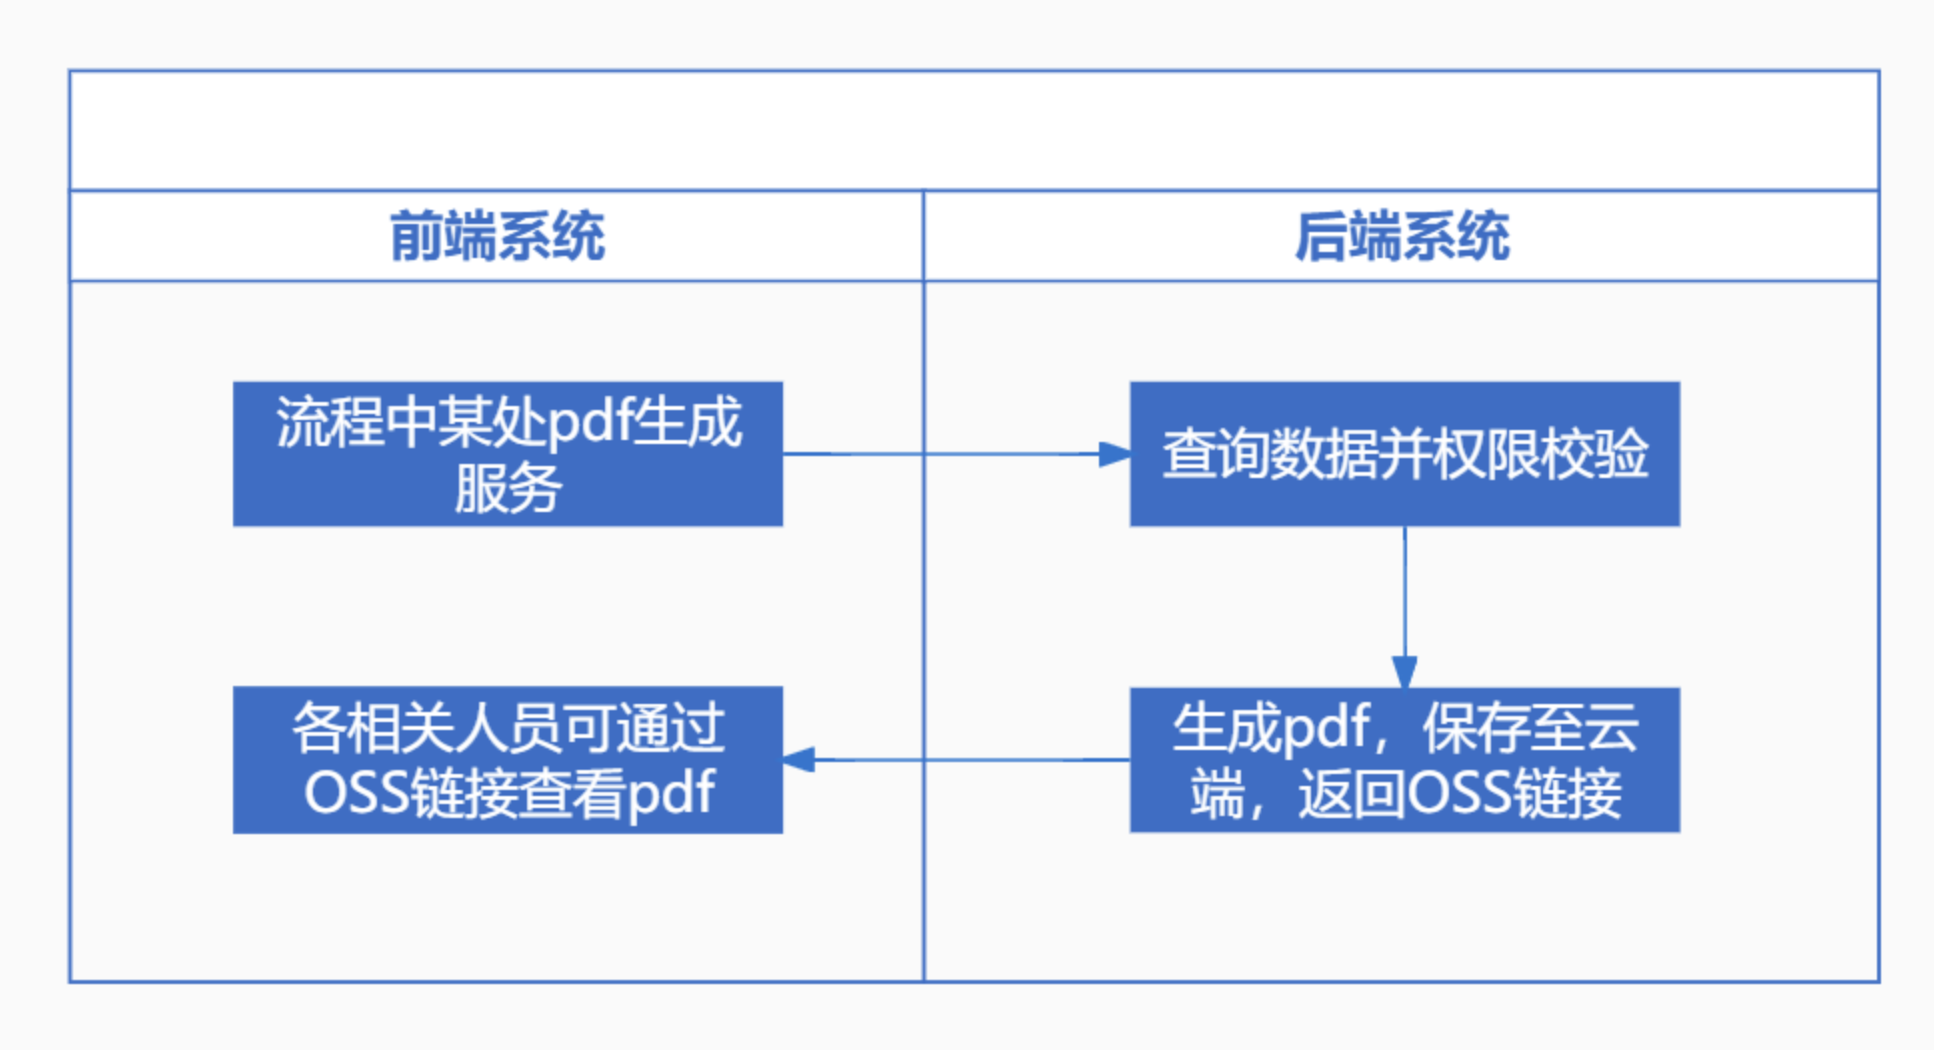 前端系统
后端系统
流程中某处pdf生成
服务
查询数据并权限校验
生成pdf，保存至云
端，返回OSS链接
各相关人员可通过
OSS链接查看pdf